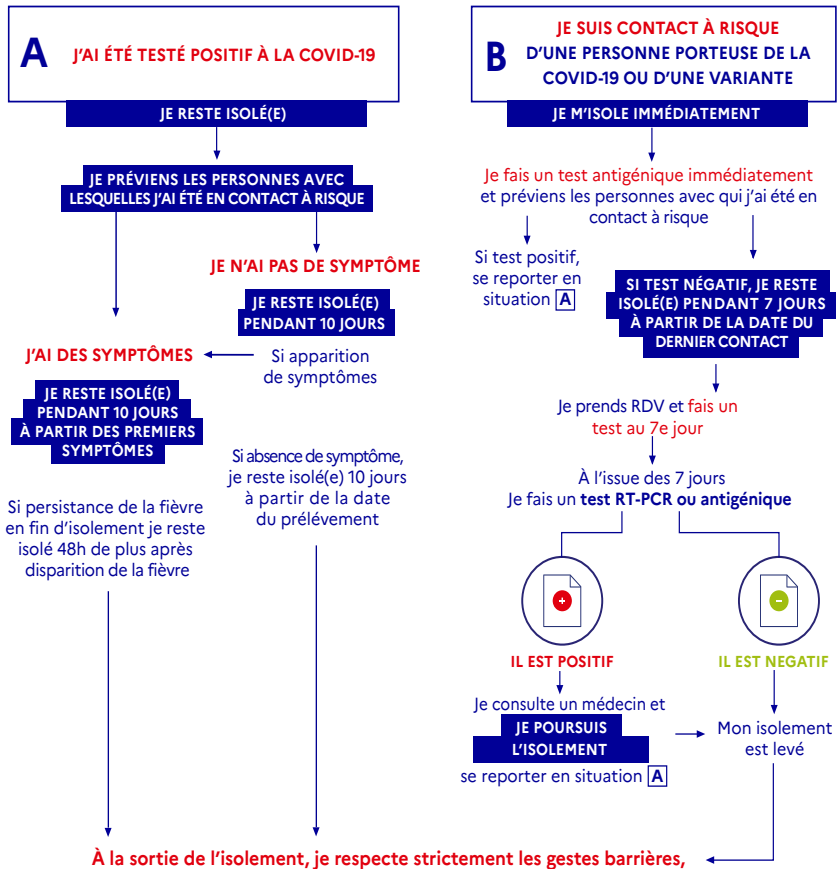 A
J'AI ÉTÉ TESTÉ POSITIF À LA COVID-19
JE RESTE ISOLÉ(E)
JE PRÉVIENS LES PERSONNES AVEC
LESQUELLES J'AI ÉTÉ EN CONTACT À RISQUE
JE N'AI PAS DE SYMPTÔME
JE RESTE ISOLÉ(E)
PENDANT 10 JOURS
Si apparition
de symptômes
J'AI DES SYMPTÔMES
JE RESTE ISOLÉ(E)
PENDANT 10 JOURS
À PARTIR DES PREMIERS
SYMPTÔMES
Si persistance de la fièvre
en fin d'isolement je reste
isolé 48h de plus après
disparition de la fièvre
Si absence de symptôme,
je reste isolé(e) 10 jours
à partir de la date
du prélévement
B
JE SUIS CONTACT À RISQUE
D'UNE PERSONNE PORTEUSE DE LA
COVID-19 OU D'UNE VARIANTE
JE M'ISOLE IMMÉDIATEMENT
Je fais un test antigénique immédiatement
et préviens les personnes avec qui j'ai été en
contact à risque
Si test positif,
se reporter en
situation A
SI TEST NÉGATIF, JE RESTE
ISOLÉ(E) PENDANT 7 JOURS
À PARTIR DE LA DATE DU
DERNIER CONTACT
Je prends RDV et fais un
test au 7e jour
À l'issue des 7 jours
Je fais un test RT-PCR ou antigénique
+
IL EST POSITIF
Je consulte un médecin et
JE POURSUIS
L'ISOLEMENT
se reporter en situation A
-
IL EST NEGATIF
Mon isolement
est levé
À la sortie de l'isolement, je respecte strictement les gestes barrières,